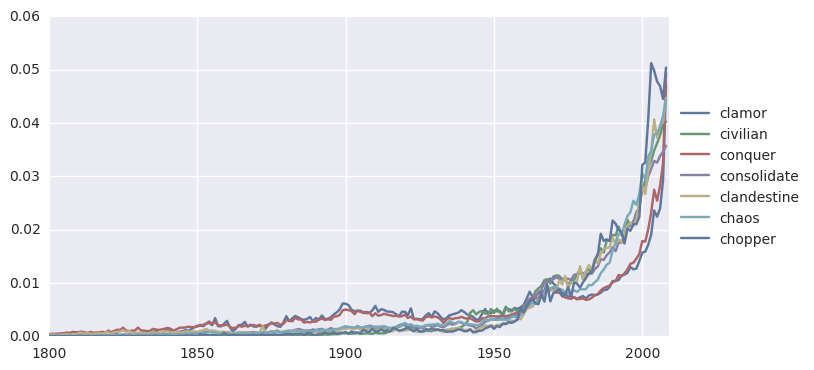 0.06
0.05
0.04
0.03
0.02
0.01
0.00
1800
1850
1900
1950
2000
clamor
civilian
conquer
consolidate
clandestine
chaos
chopper